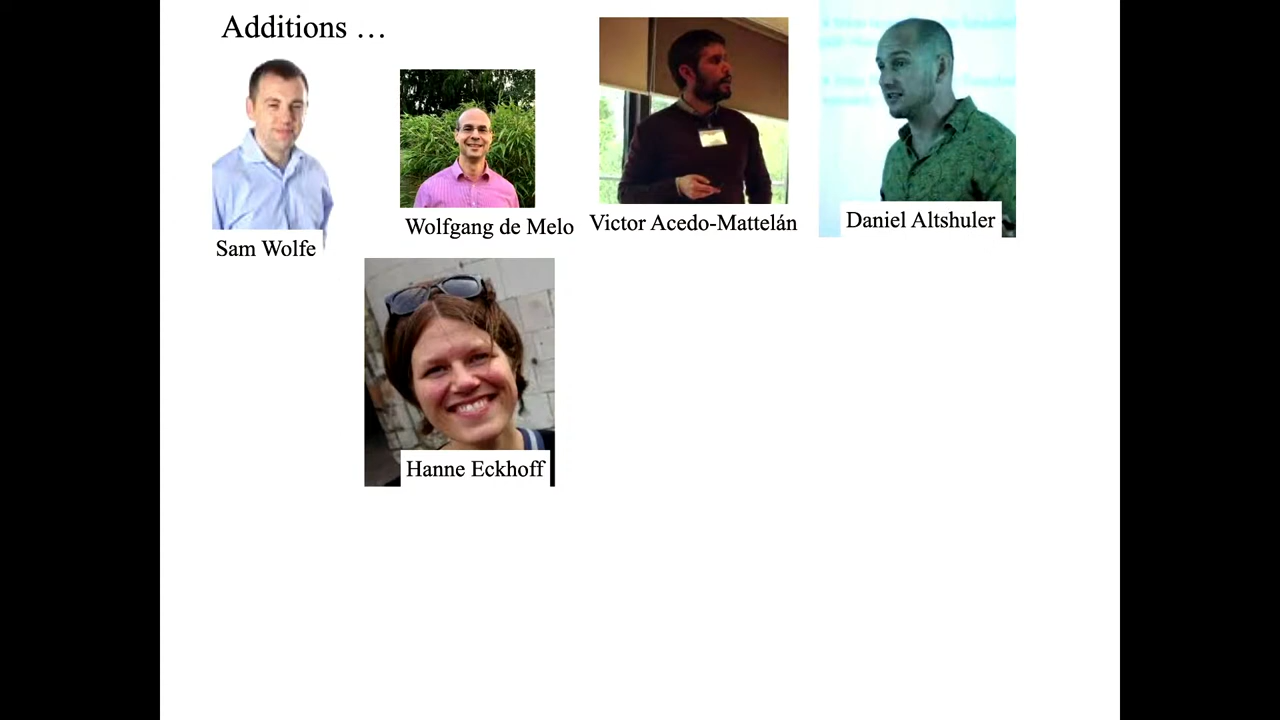 Additions …
Sam Wolfe
Wolfgang de Melo
Victor Acedo-Mattelán
Daniel Altshuler
Hanne Eckhoff